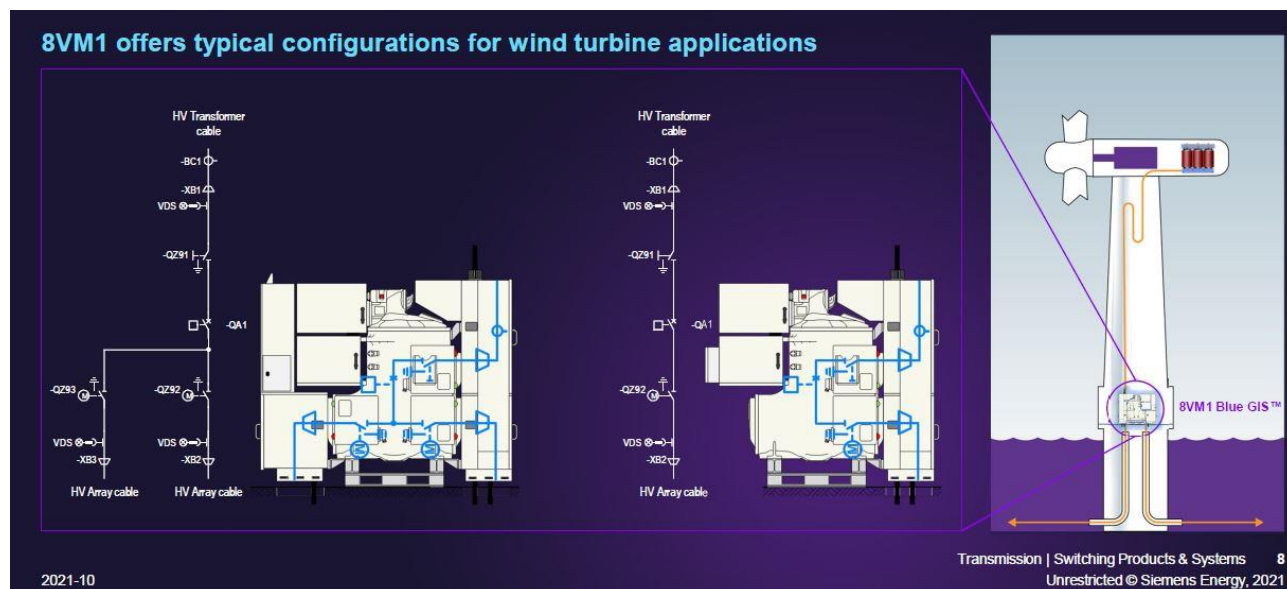 8VM1 offers typical configurations for wind turbine applications
HV Transformer
cable
-BC1
-XB1
VDS
-QZ91
-QA1
-QZ93
-QZ92
M
M
VDS
VDS
-XB3
-XB2
HV Array cable
HV Array cable
M
M
HV Transformer
cable
-BC1
-XB1
VDS
-QZ91
-QA1
-QZ92
M
VDS
-XB2
HV Array cable
M
8VM1 Blue GIS™
Transmission | Switching Products & Systems 8
2021-10
Unrestricted © Siemens Energy, 2021